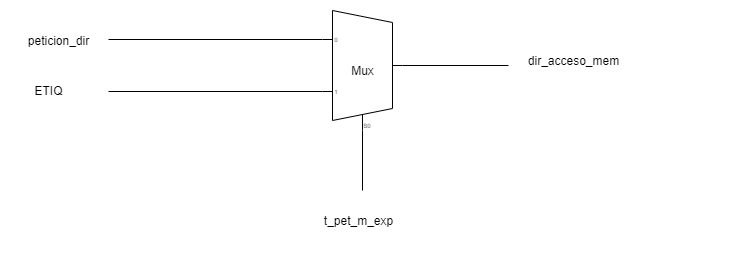 peticion_dir
0
Mux
dir_acceso_mem
ETIQ
1
S0
t_pet_m_exp